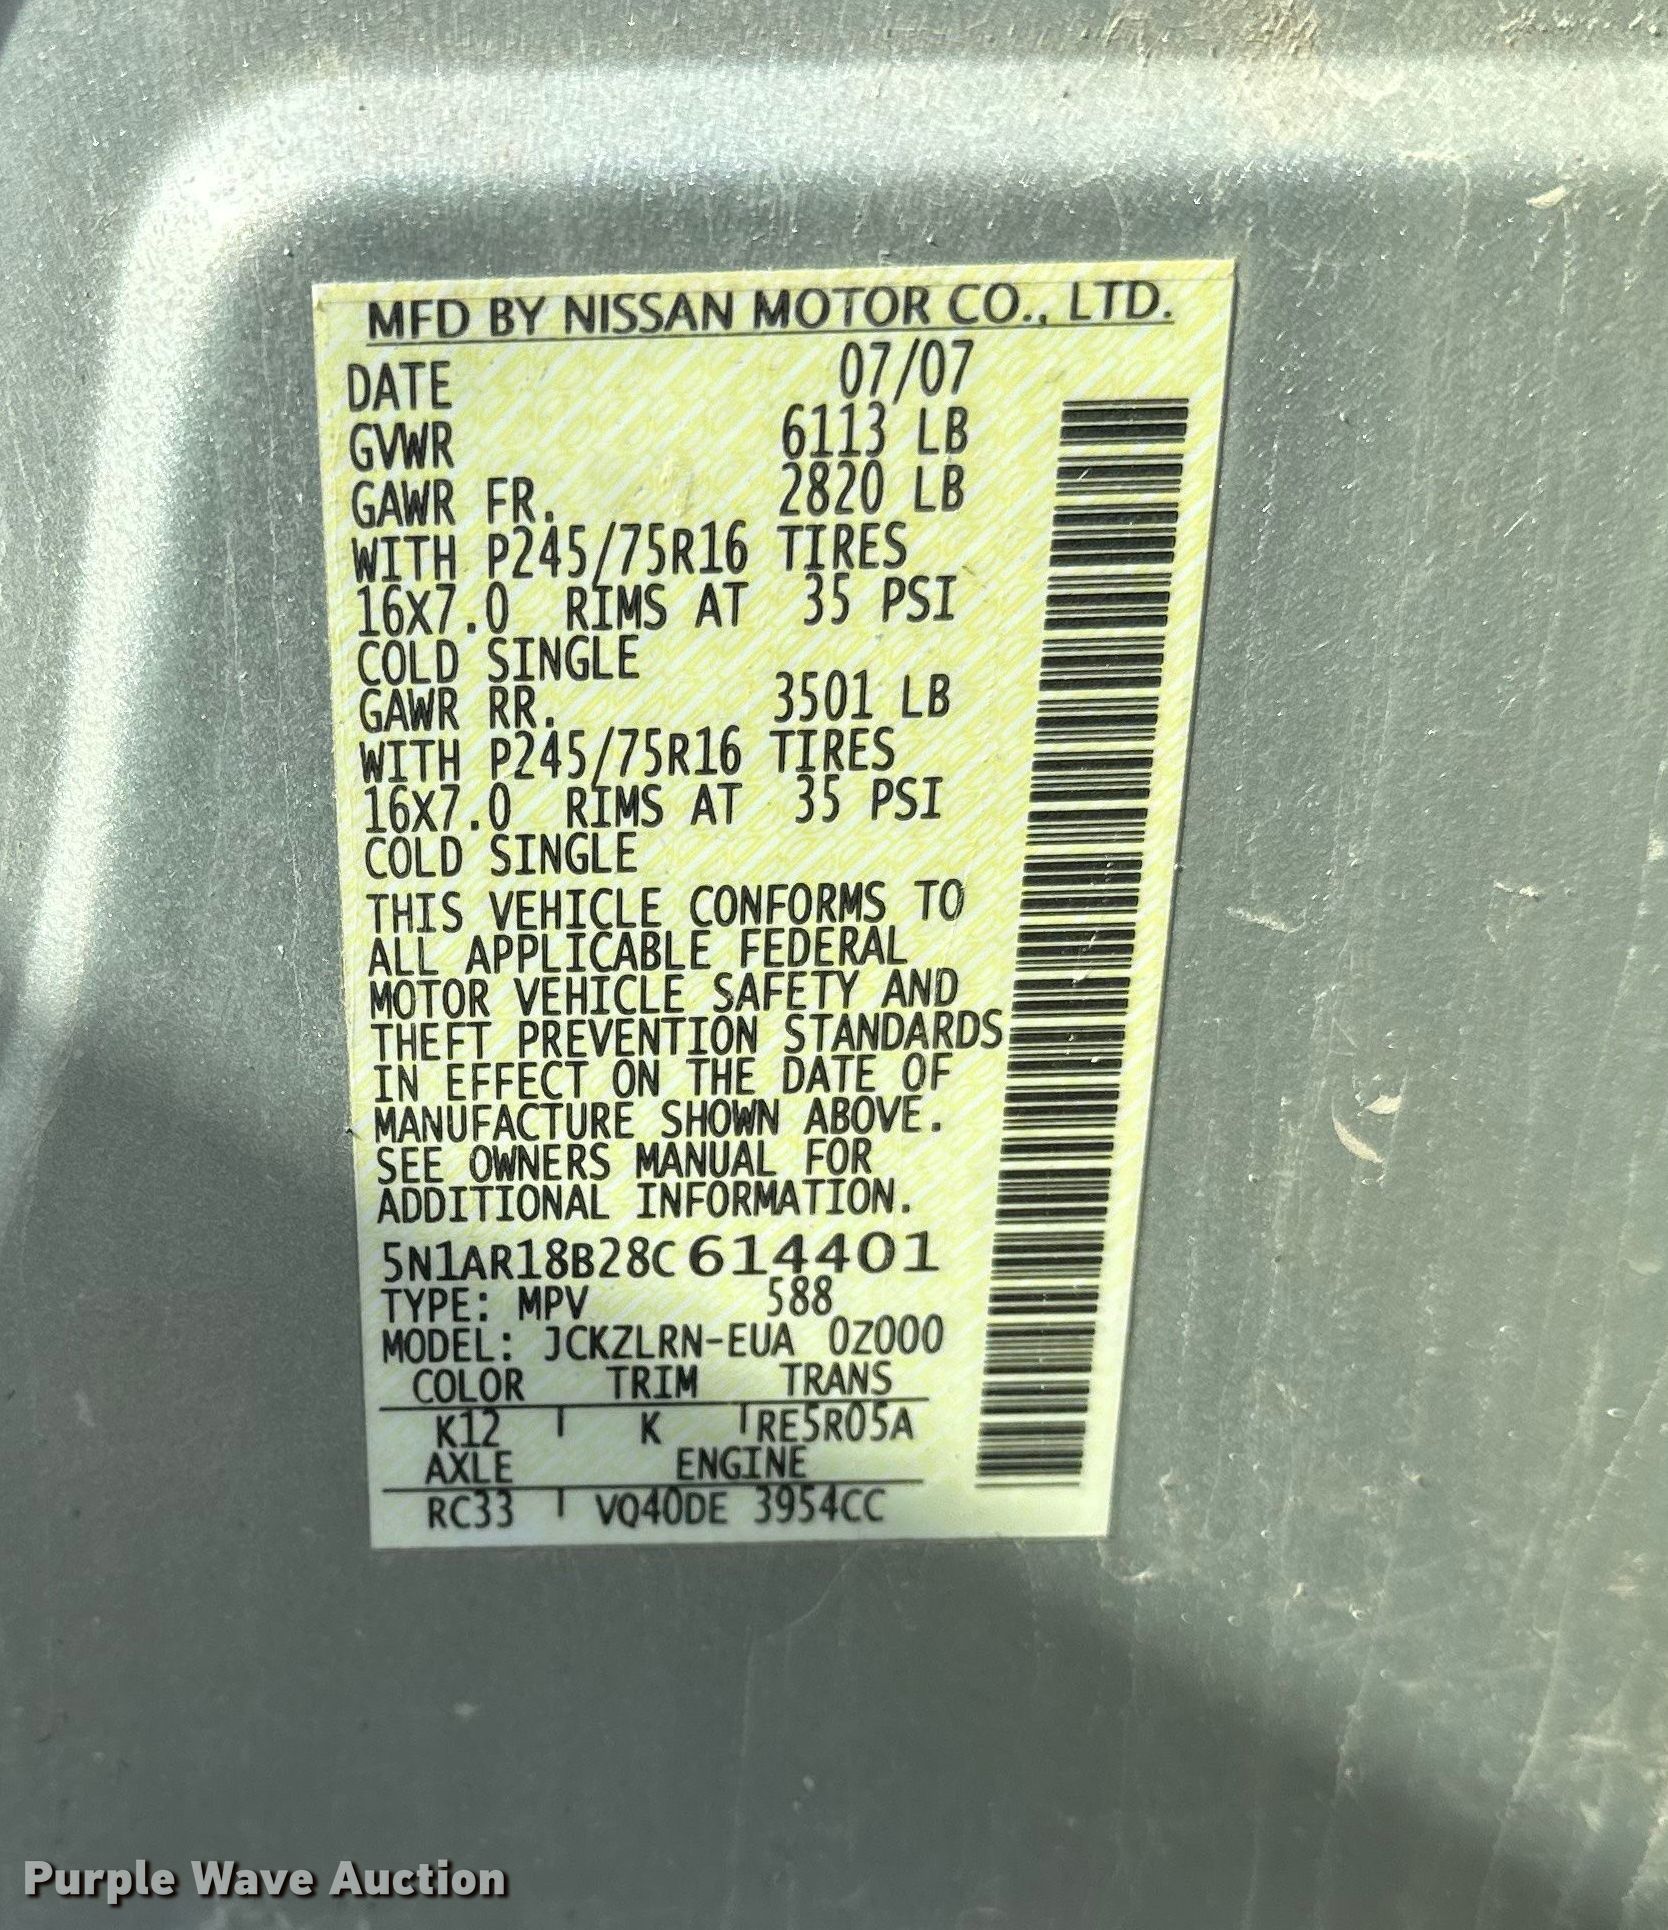 MFD BY NISSAN MOTOR CO., LTD.
DATE 07/07
GVWR 6113 LB
GAWR FR. 2820 LB
WITH P245/75R16 TIRES
16X7.0 RIMS AT 35 PSI
COLD SINGLE
GAWR RR. 3501 LB
WITH P245/75R16 TIRES
16X7.0 RIMS AT 35 PSI
COLD SINGLE
THIS VEHICLE CONFORMS TO
ALL APPLICABLE FEDERAL
MOTOR VEHICLE SAFETY AND
THEFT PREVENTION STANDARDS
IN EFFECT ON THE DATE OF
MANUFACTURE SHOWN ABOVE.
SEE OWNERS MANUAL FOR
ADDITIONAL INFORMATION.
5N1AR18B28C614401
TYPE: MPV 588
MODEL: JCKZLRN-EUA 0Z000
COLOR TRIM TRANS
K12 K RE5R05A
AXLE ENGINE
RC33 VQ40DE 3954CC
Purple Wave Auction